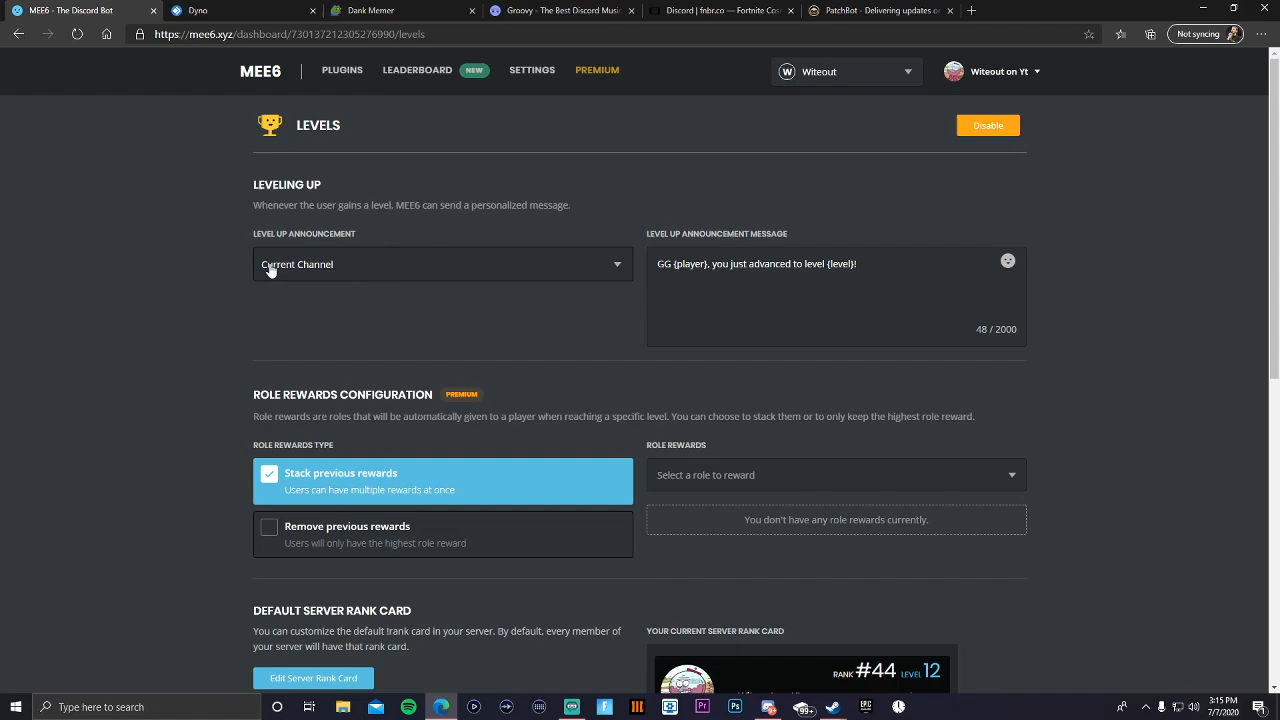 MEE6 - The Discord Bot
Dyno
Dank Memer
Groovy - The Best Discord Music
Discord | fnbr.co — Fortnite Cos
PatchBot - Delivering updates o
https://mee6.xyz/dashboard/730137212305276990/levels
Not syncing
MEE6
PLUGINS
LEADERBOARD
NEW
SETTINGS
PREMIUM
W
Witeout
Witeout on Yt
LEVELS
Disable
LEVELING UP
Whenever the user gains a level, MEE6 can send a personalized message.
LEVEL UP ANNOUNCEMENT
Current Channel
LEVEL UP ANNOUNCEMENT MESSAGE
GG {player}, you just advanced to level {level}!
48 / 2000
ROLE REWARDS CONFIGURATION
PREMIUM
Role rewards are roles that will be automatically given to a player when reaching a specific level. You can choose to stack them or to only keep the highest role reward.
ROLE REWARDS TYPE
Stack previous rewards
Users can have multiple rewards at once
Remove previous rewards
Users will only have the highest role reward
ROLE REWARDS
Select a role to reward
You don't have any role rewards currently.
DEFAULT SERVER RANK CARD
You can customize the default !rank card in your server. By default, every member of
your server will have that rank card.
Edit Server Rank Card
YOUR CURRENT SERVER RANK CARD
RANK #44 LEVEL 12
Type here to search
Pr
Ps
99+
EPIC
3:15 PM
7/7/2020